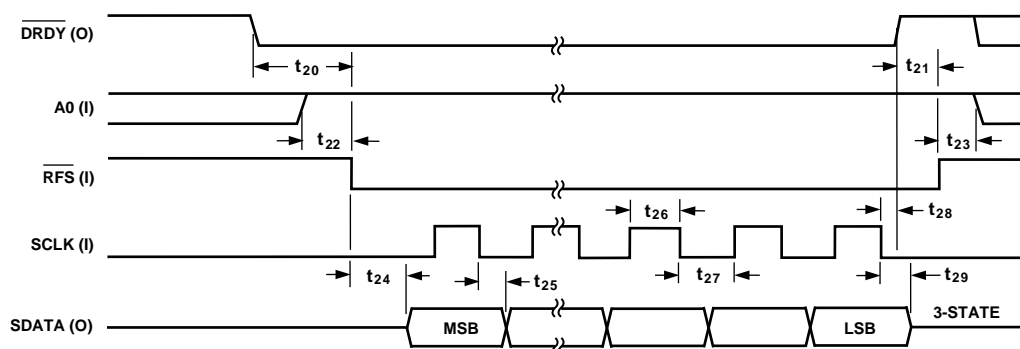 DRDY (O)
t20
t21
A0 (I)
t22
t23
RFS (I)
t26
t28
SCLK (I)
t24
t25
t27
t29
SDATA (O)
MSB
LSB
3-STATE